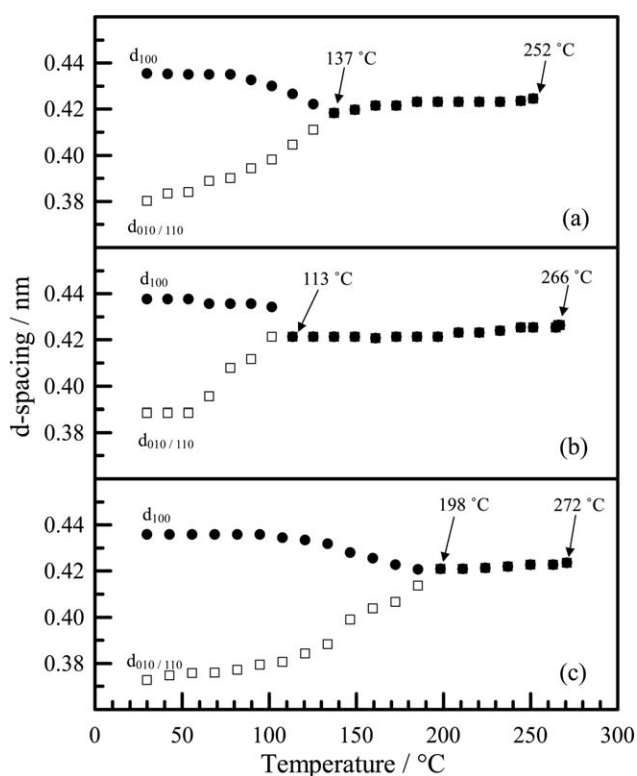 d100
137 °C
252 °C
0.44
0.42
0.40
0.38
d010 / 110
(a)
d100
113 °C
266 °C
0.44
0.42
0.40
0.38
d010 / 110
(b)
d-spacing / nm
d100
198 °C
272 °C
0.44
0.42
0.40
0.38
d010 / 110
(c)
0 50 100 150 200 250 300
Temperature / °C